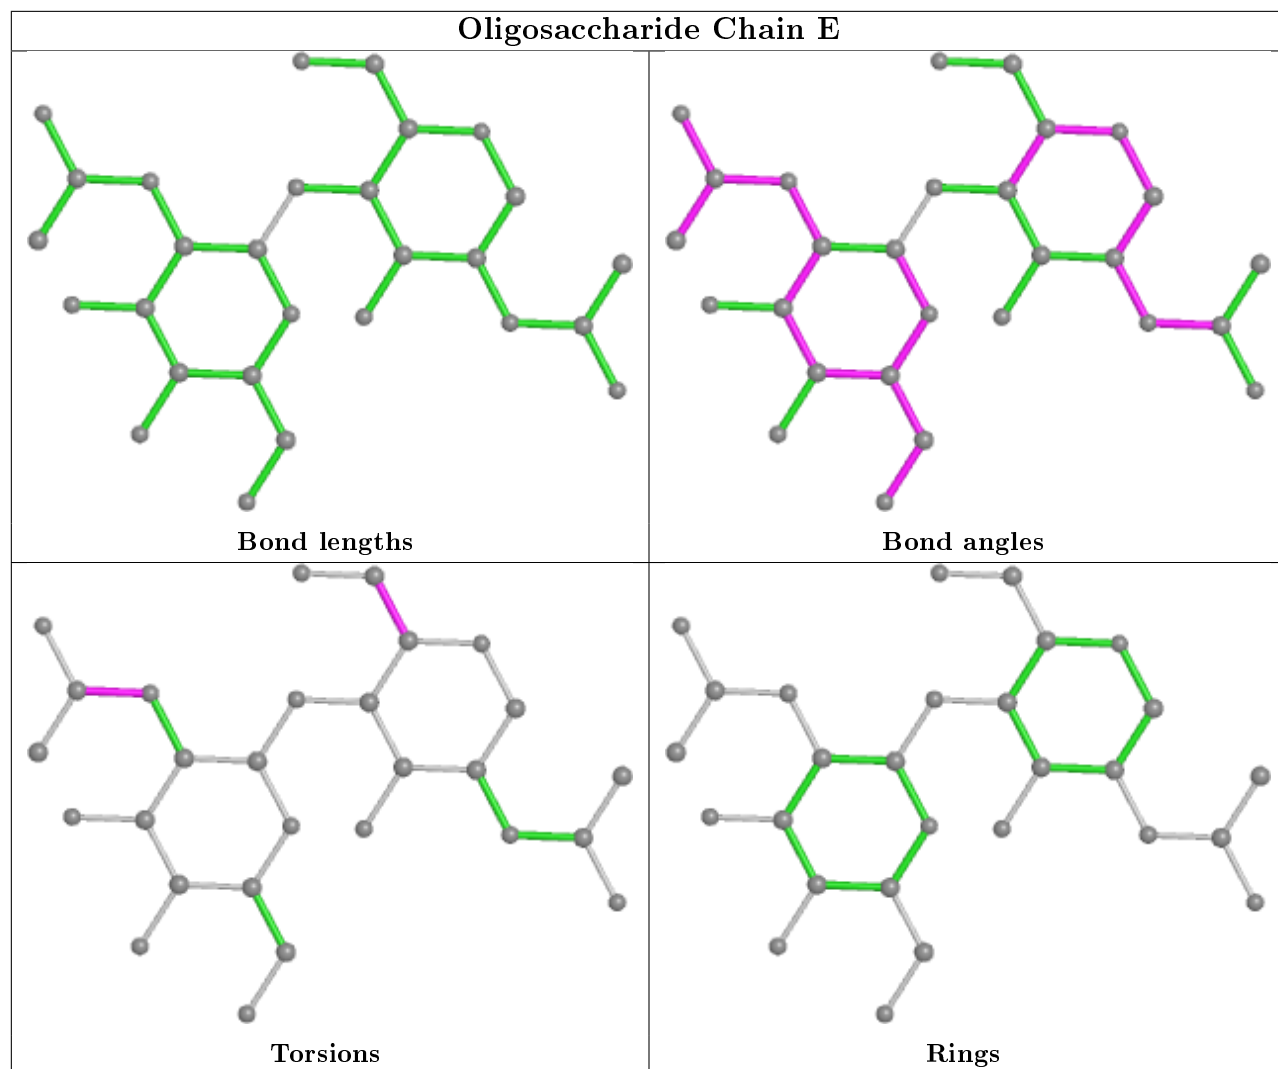 Oligosaccharide Chain E
Bond lengths
Bond angles
Torsions
Rings